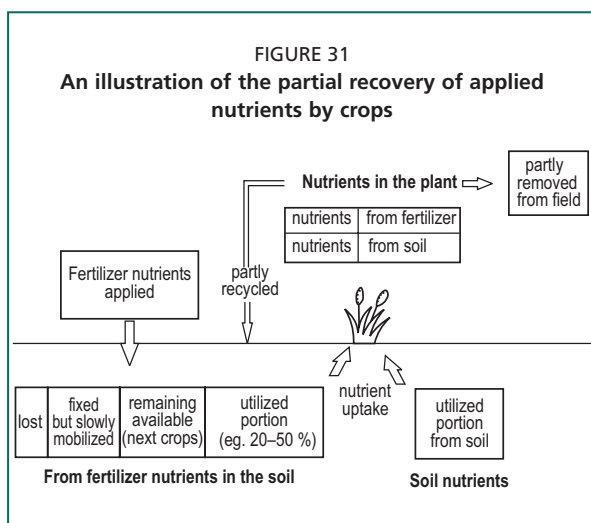 FIGURE 31
An illustration of the partial recovery of applied
nutrients by crops
Nutrients in the plant
partly
removed
from field
nutrients from fertilizer
nutrients from soil
Fertilizer nutrients
applied
partly
recycled
lost
fixed
but slowly
mobilized
remaining
available
(next crops)
utilized
portion
(eg. 20–50 %)
nutrient
uptake
utilized
portion
from soil
From fertilizer nutrients in the soil
Soil nutrients